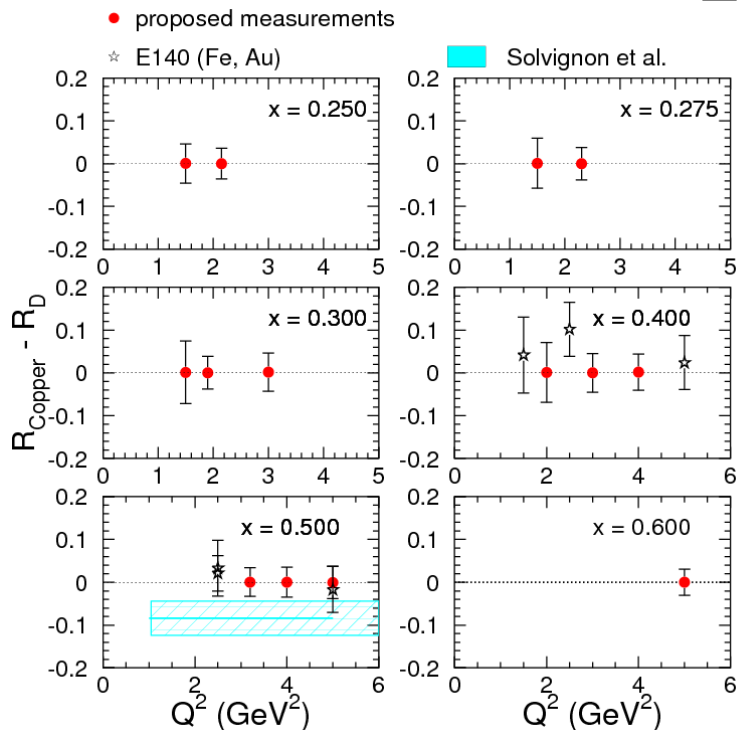 proposed measurements
E140 (Fe, Au) Solvignon et al.
0.2 0.1 0 -0.1 -0.2
x = 0.250
0 1 2 3 4 5
0.2 0.1 0 -0.1 -0.2
x = 0.275
0 1 2 3 4 5
R_Copper - R_D
0.2 0.1 0 -0.1 -0.2
x = 0.300
0 1 2 3 4 5
0.2 0.1 0 -0.1 -0.2
x = 0.400
0 2 4 6
0.2 0.1 0 -0.1 -0.2
x = 0.500
0 1 2 3 4 5 6
Q² (GeV²)
0.2 0.1 0 -0.1 -0.2
x = 0.600
0 2 4 6
Q² (GeV²)